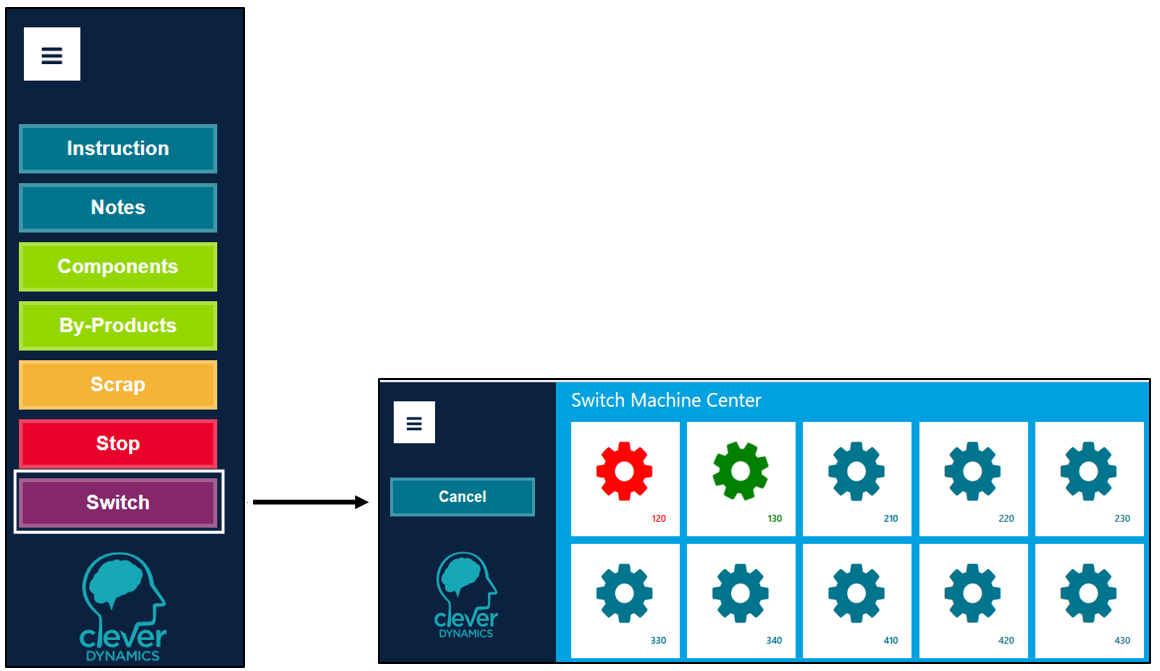 Instruction
Notes
Components
By-Products
Scrap
Stop
Switch
clever
DYNAMICS
Switch Machine Center
Cancel
120
130
210
220
230
330
340
410
420
430
clever
DYNAMICS